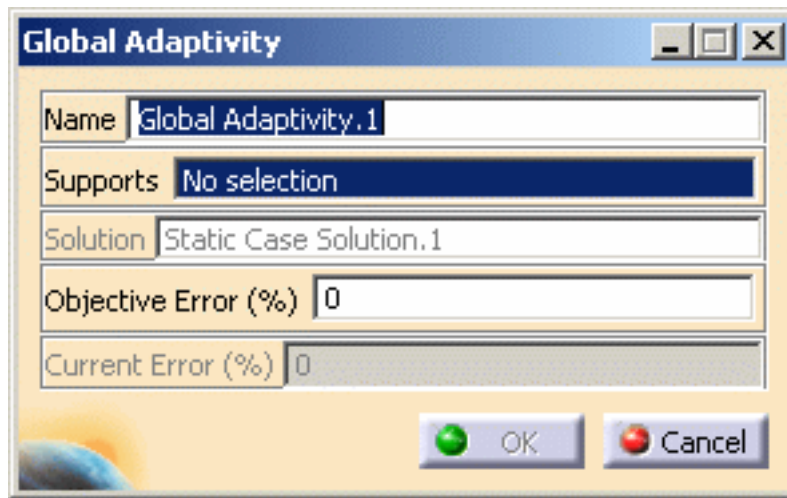 Global Adaptivity
Name Global Adaptivity.1
Supports No selection
Solution Static Case Solution.1
Objective Error (%) 0
Current Error (%) 0
OK Cancel